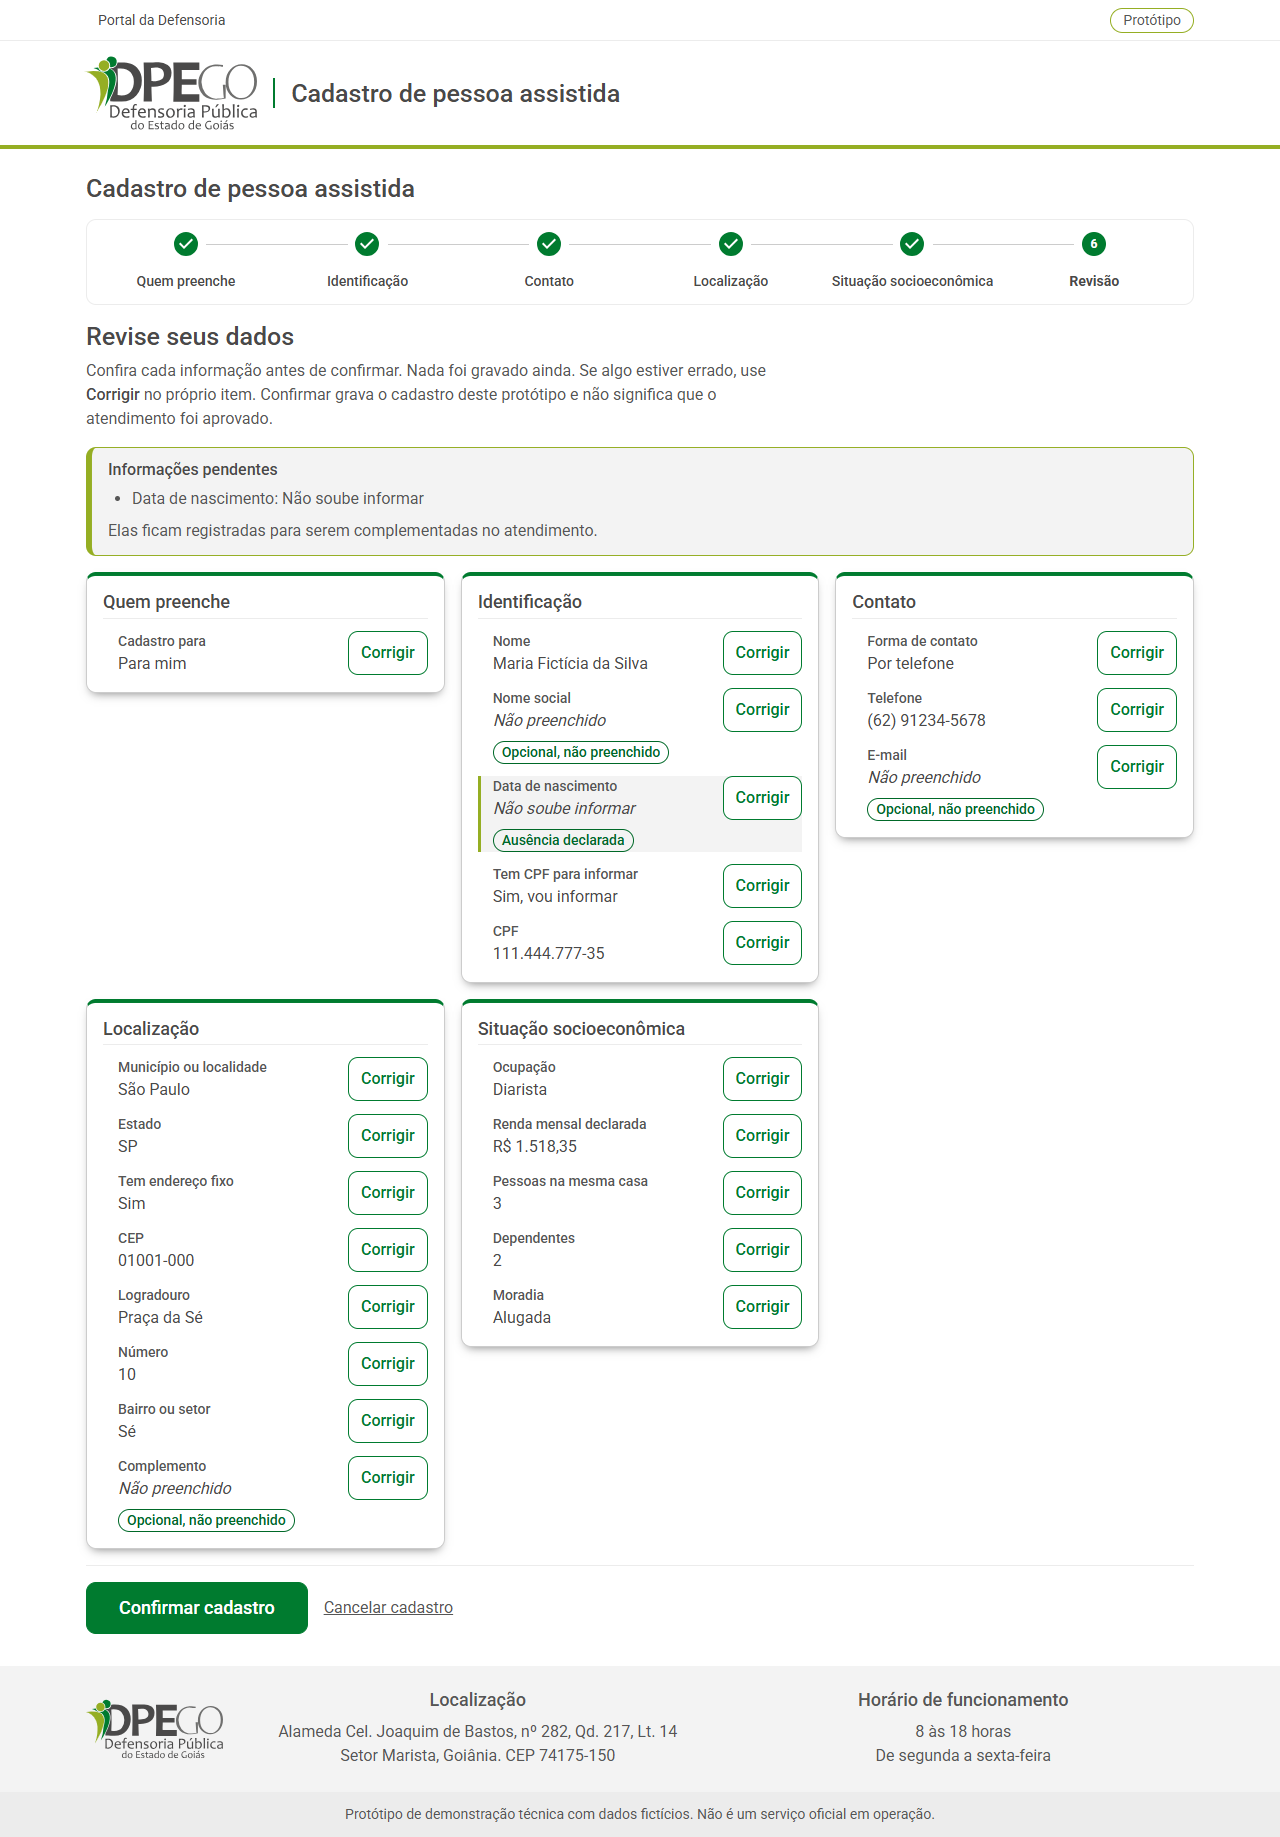 Portal da Defensoria
Protótipo
DPEGO
Defensoria Pública
do Estado de Goiás
Cadastro de pessoa assistida
Cadastro de pessoa assistida
Quem preenche
Identificação
Contato
Localização
Situação socioeconômica
6
Revisão
Revise seus dados
Confira cada informação antes de confirmar. Nada foi gravado ainda. Se algo estiver errado, use
Corrigir no próprio item. Confirmar grava o cadastro deste protótipo e não significa que o
atendimento foi aprovado.
Informações pendentes
• Data de nascimento: Não soube informar
Elas ficam registradas para serem complementadas no atendimento.
Quem preenche
Cadastro para
Para mim
Corrigir
Identificação
Nome
Maria Fictícia da Silva
Corrigir
Nome social
Não preenchido
Corrigir
Opcional, não preenchido
Data de nascimento
Não soube informar
Corrigir
Ausência declarada
Tem CPF para informar
Sim, vou informar
Corrigir
CPF
111.444.777-35
Corrigir
Contato
Forma de contato
Por telefone
Corrigir
Telefone
(62) 91234-5678
Corrigir
E-mail
Não preenchido
Corrigir
Opcional, não preenchido
Localização
Município ou localidade
São Paulo
Corrigir
Estado
SP
Corrigir
Tem endereço fixo
Sim
Corrigir
CEP
01001-000
Corrigir
Logradouro
Praça da Sé
Corrigir
Número
10
Corrigir
Bairro ou setor
Sé
Corrigir
Complemento
Não preenchido
Corrigir
Opcional, não preenchido
Situação socioeconômica
Ocupação
Diarista
Corrigir
Renda mensal declarada
R$ 1.518,35
Corrigir
Pessoas na mesma casa
3
Corrigir
Dependentes
2
Corrigir
Moradia
Alugada
Corrigir
Confirmar cadastro
Cancelar cadastro
DPEGO
Defensoria Pública
do Estado de Goiás
Localização
Alameda Cel. Joaquim de Bastos, nº 282, Qd. 217, Lt. 14
Setor Marista, Goiânia. CEP 74175-150
Horário de funcionamento
8 às 18 horas
De segunda a sexta-feira
Protótipo de demonstração técnica com dados fictícios. Não é um serviço oficial em operação.